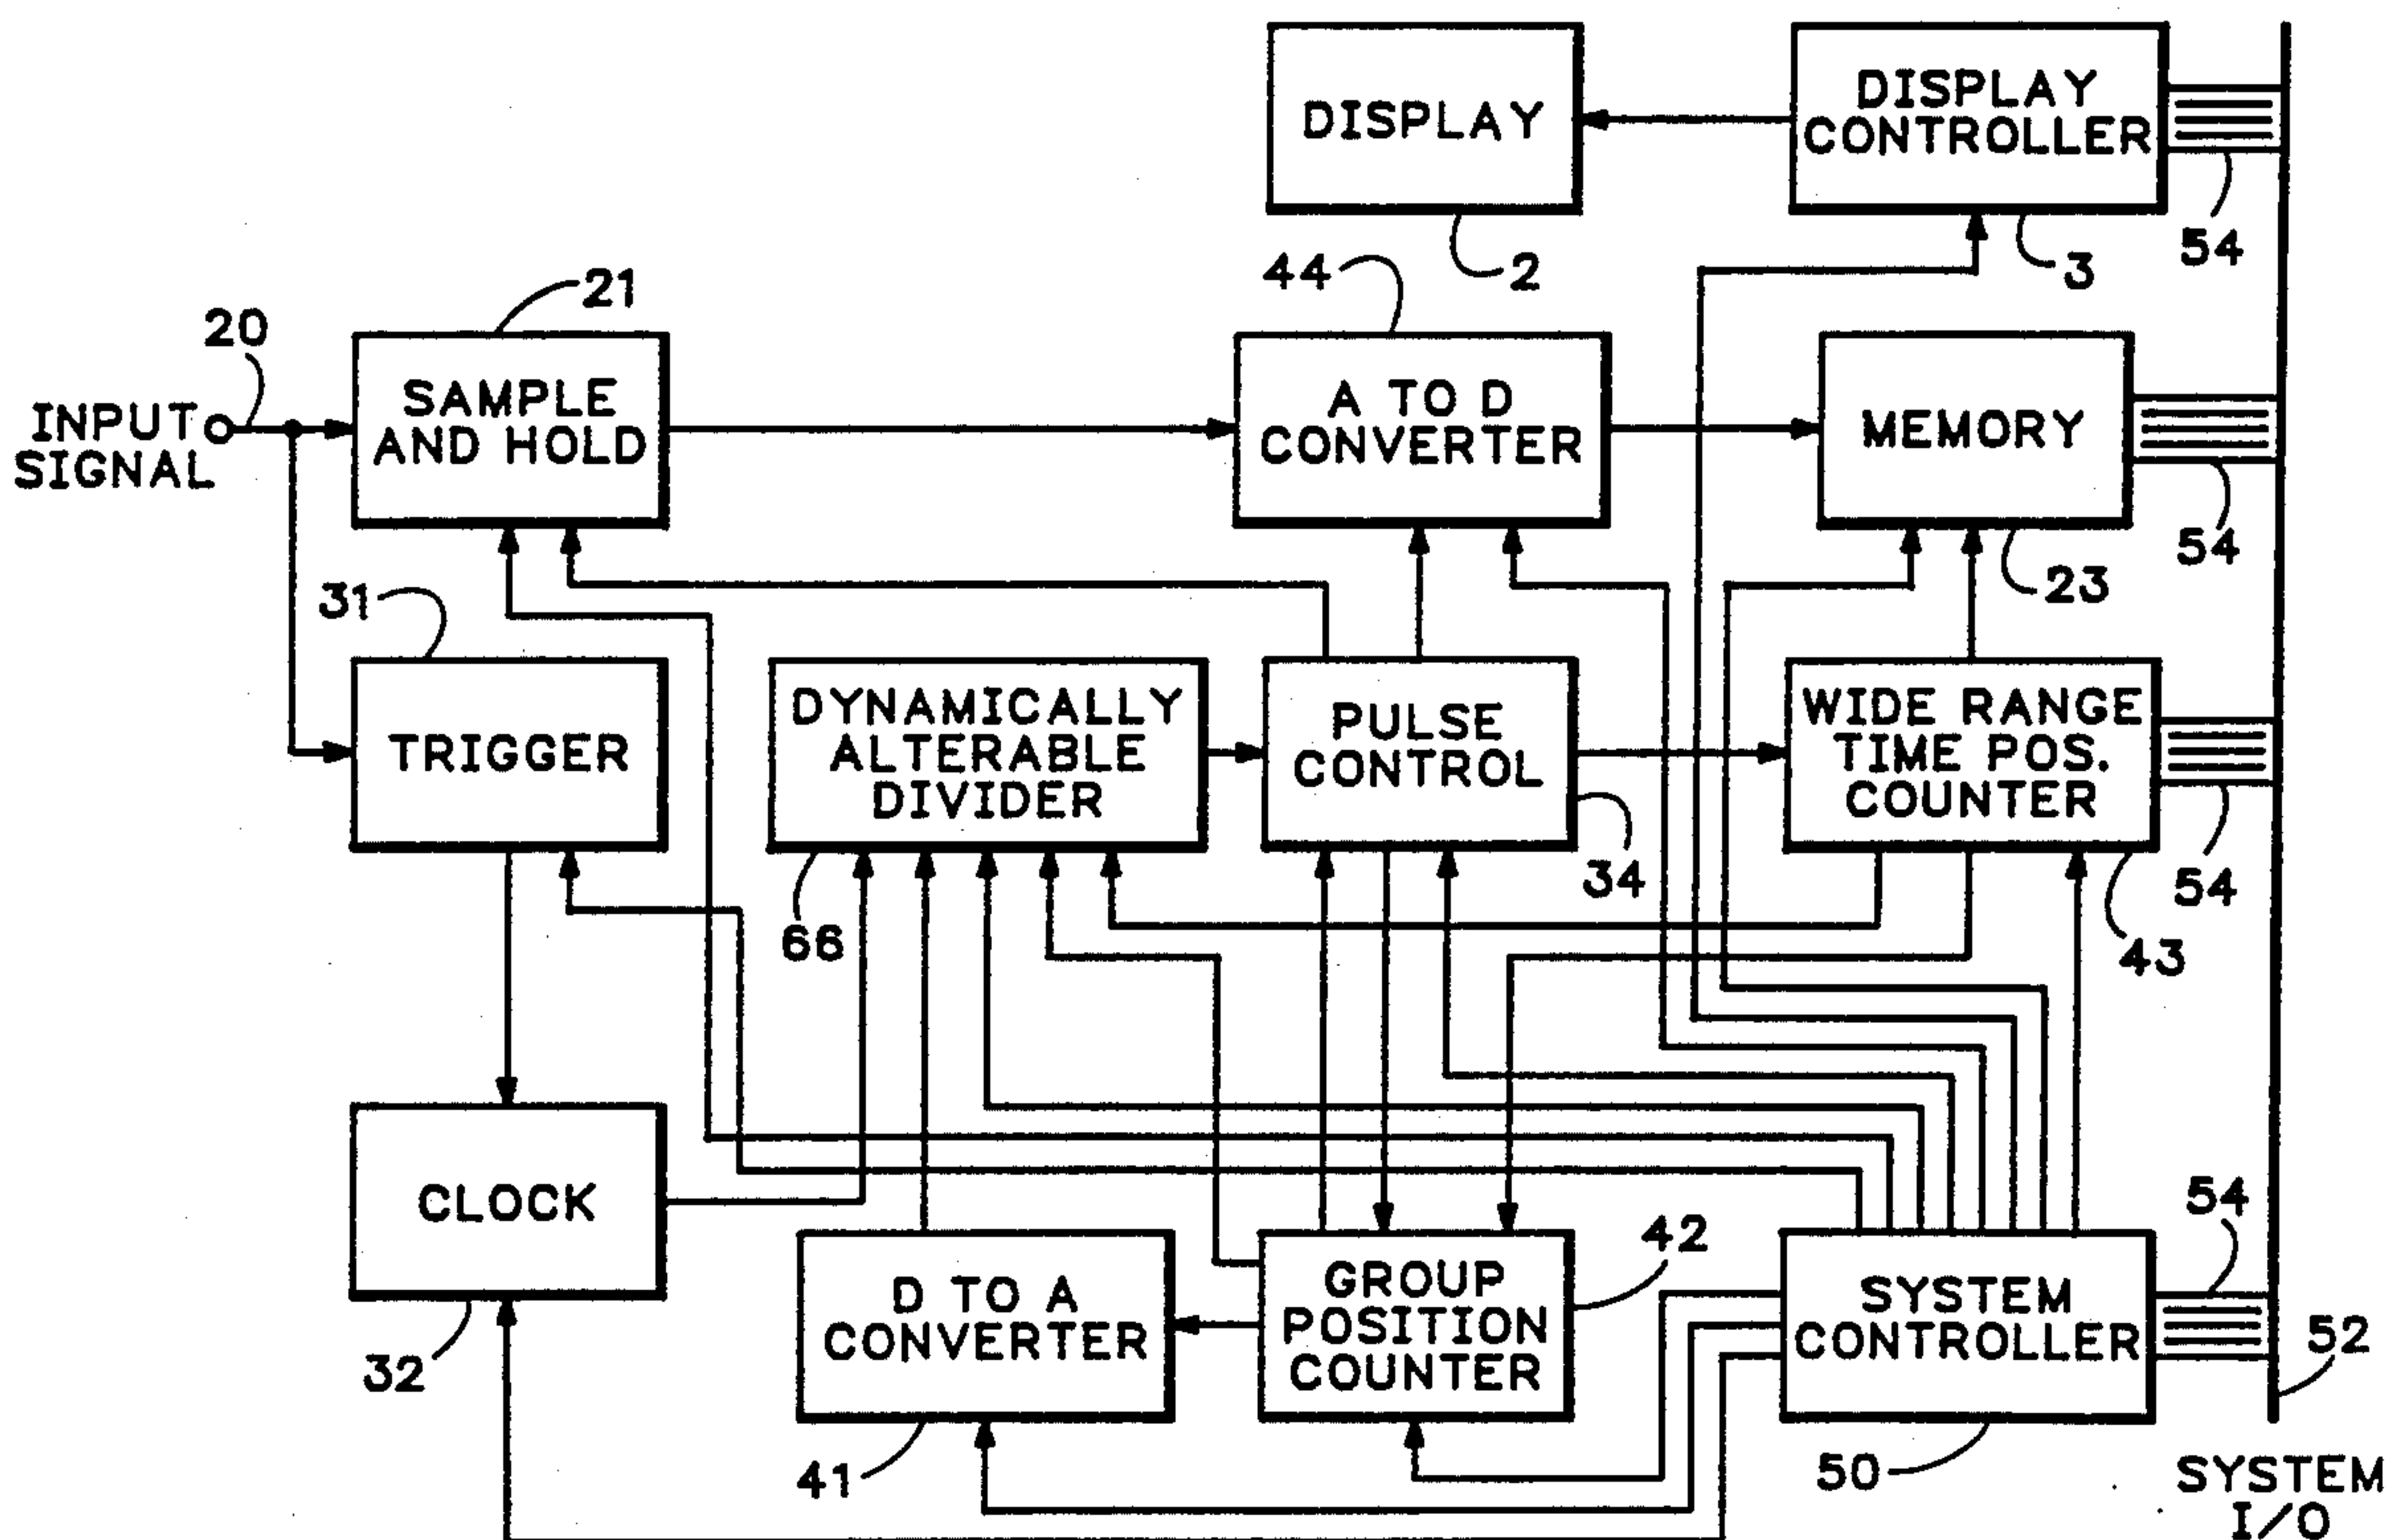 DISPLAY
2
DISPLAY
CONTROLLER
3
54
INPUT
SIGNAL
20
21
SAMPLE
AND HOLD
44
A TO D
CONVERTER
MEMORY
23
54
31
TRIGGER
DYNAMICALLY
ALTERABLE
DIVIDER
66
PULSE
CONTROL
34
WIDE RANGE
TIME POS.
COUNTER
43
54
CLOCK
32
D TO A
CONVERTER
41
GROUP
POSITION
COUNTER
42
SYSTEM
CONTROLLER
50
54
52
SYSTEM
I/O